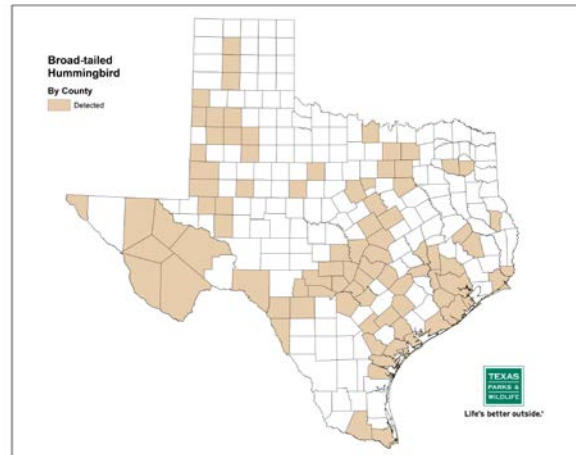 Broad-tailed
Hummingbird
By County
Detected
TEXAS
PARKS &
WILDLIFE
Life's better outside.®